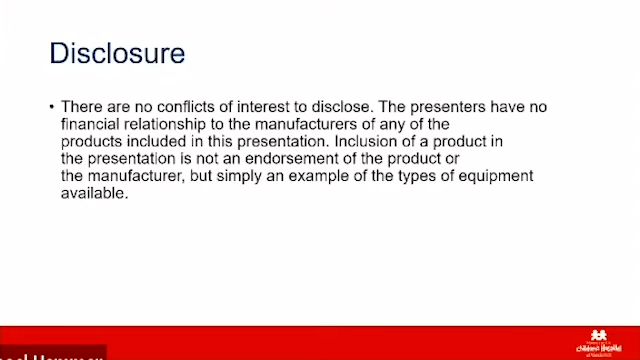 Disclosure
• There are no conflicts of interest to disclose. The presenters have no
financial relationship to the manufacturers of any of the
products included in this presentation. Inclusion of a product in
the presentation is not an endorsement of the product or
the manufacturer, but simply an example of the types of equipment
available.